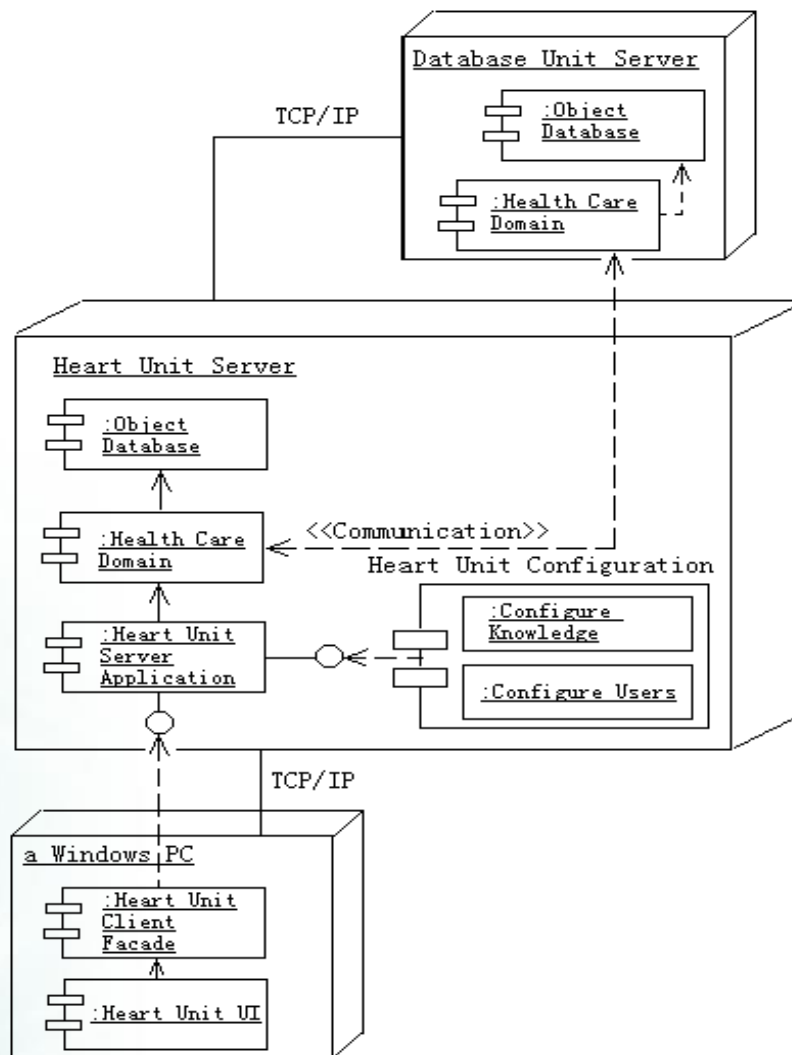 Database Unit Server
:Object
Database
TCP/IP
:Health Care
Domain
Heart Unit Server
:Object
Database
<<Communication>>
:Health Care
Domain
Heart Unit Configuration
:Configure
Knowledge
:Heart Unit
Server
Application
:Configure Users
TCP/IP
a Windows PC
:Heart Unit
Client
Facade
:Heart Unit UI